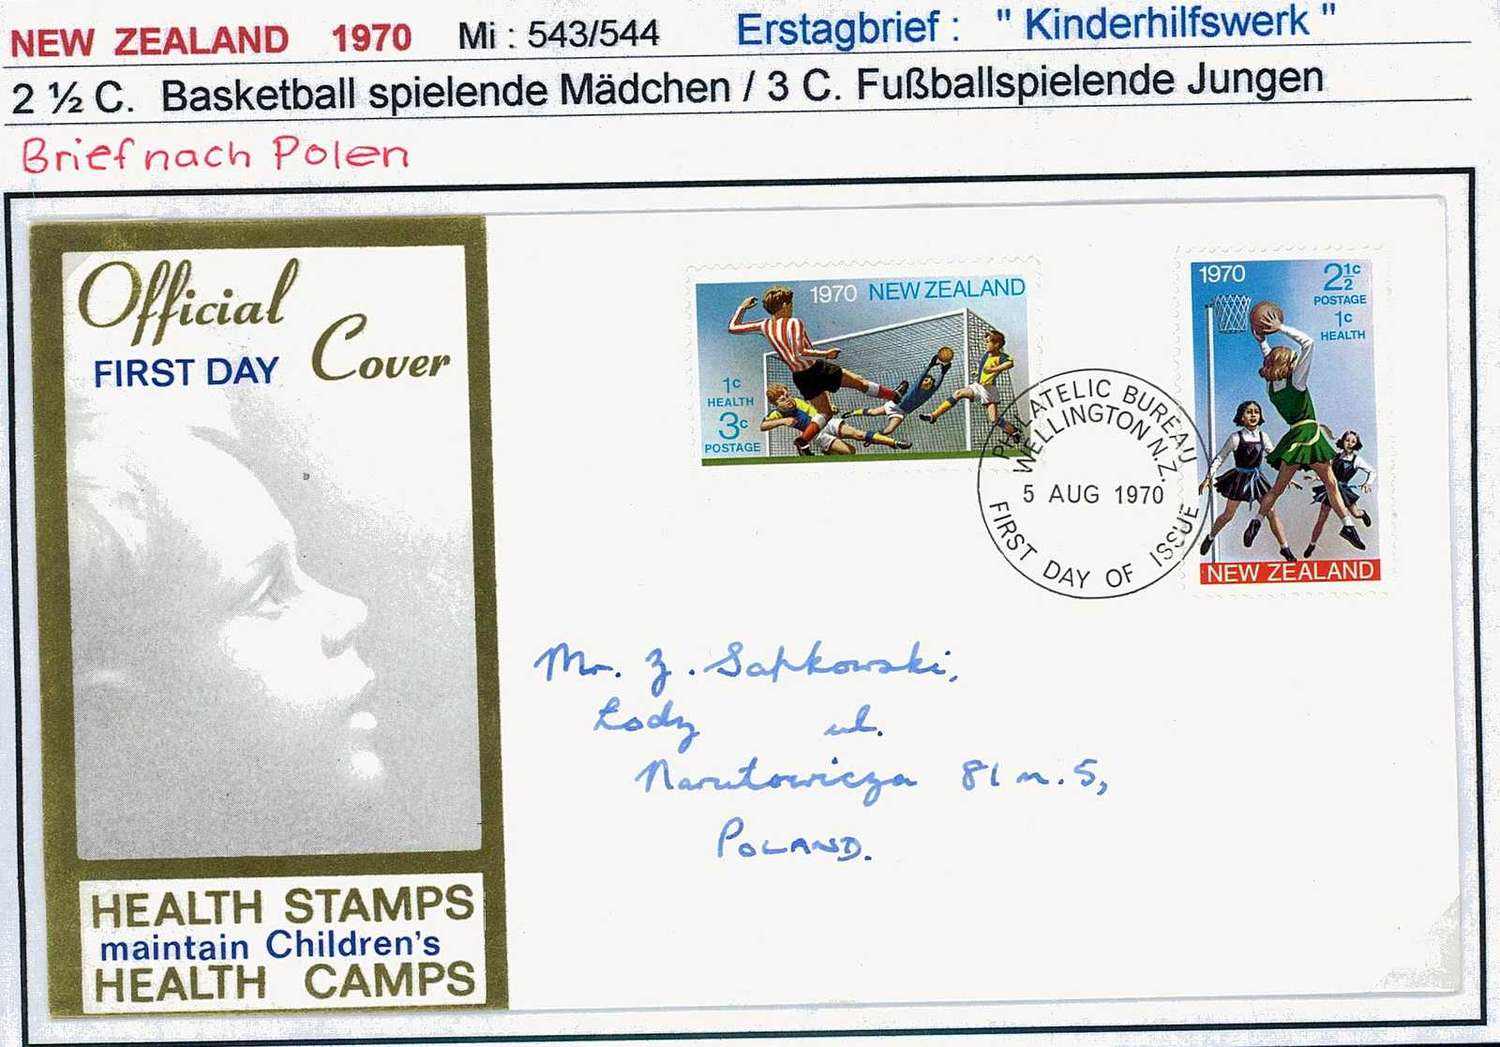 NEW ZEALAND 1970 Mi : 543/544 Erstagbrief : " Kinderhilfswerk "
2 ½ C. Basketball spielende Mädchen / 3 C. Fußballspielende Jungen
Brief nach Polen
Official
FIRST DAY Cover
1970 NEW ZEALAND
1c
HEALTH
3c
POSTAGE
1970 2½c
POSTAGE
1c
HEALTH
NEW ZEALAND
PHILATELIC BUREAU
WELLINGTON N.Z.
5 AUG 1970
FIRST DAY OF ISSUE
Mr. Z. Sapkowski,
Łodz ul.
Narutowicza 81 m. 5,
POLAND.
HEALTH STAMPS
maintain Children's
HEALTH CAMPS